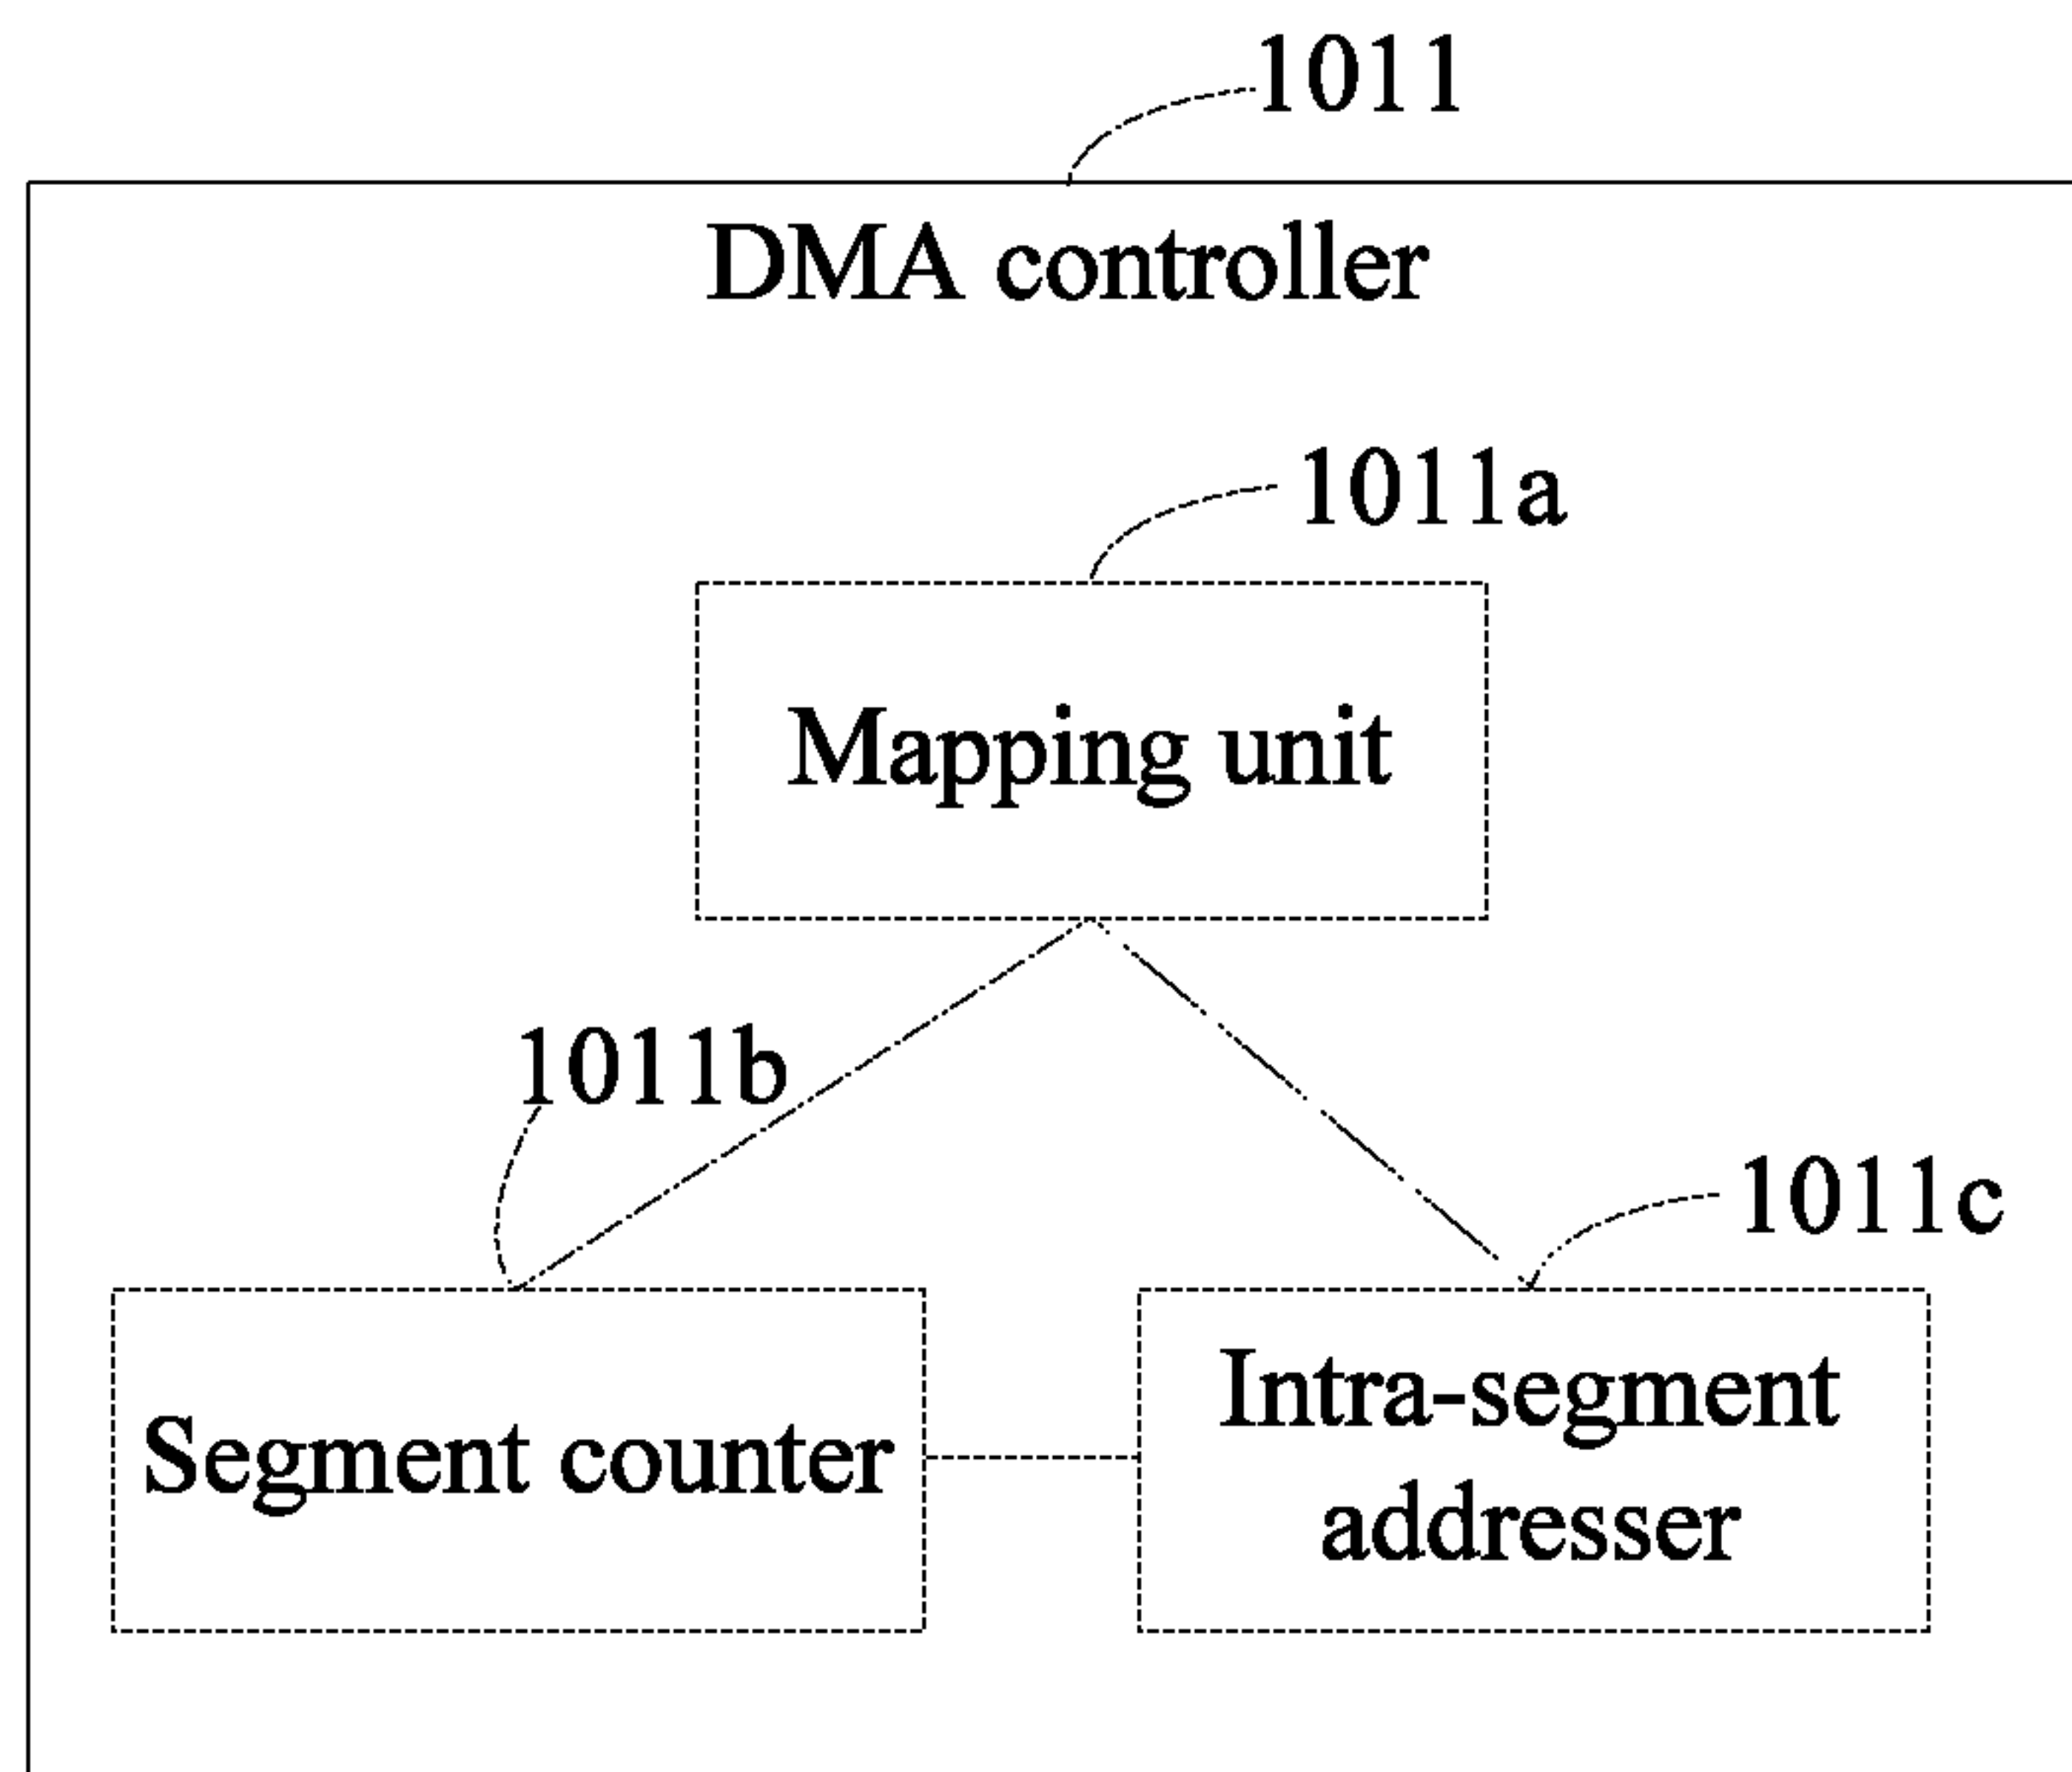 1011
DMA controller
1011a
Mapping unit
1011b
1011c
Segment counter
Intra-segment
addresser